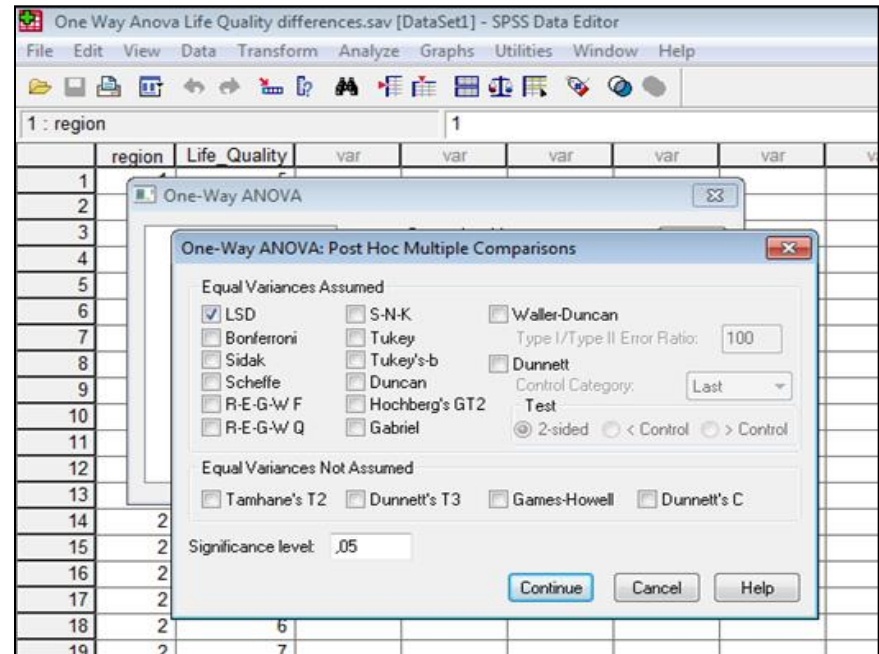 One Way Anova Life Quality differences.sav [DataSet1] - SPSS Data Editor
File Edit View Data Transform Analyze Graphs Utilities Window Help
1 : region 1
region Life_Quality var var var var var
1
2
One-Way ANOVA
3
4
5
6
7
8
9
10
11
12
13
One-Way ANOVA: Post Hoc Multiple Comparisons
Equal Variances Assumed
LSD S-N-K Waller-Duncan
Bonferroni Tukey Type I/Type II Error Ratio: 100
Sidak Tukey's-b Dunnett
Scheffe Duncan Control Category: Last
R-E-G-W F Hochberg's GT2 Test
R-E-G-W Q Gabriel 2-sided < Control > Control
Equal Variances Not Assumed
Tamhane's T2 Dunnett's T3 Games-Howell Dunnett's C
Significance level: ,05
Continue Cancel Help
14 2
15 2
16 2
17 2
18 2 6
19 2 7